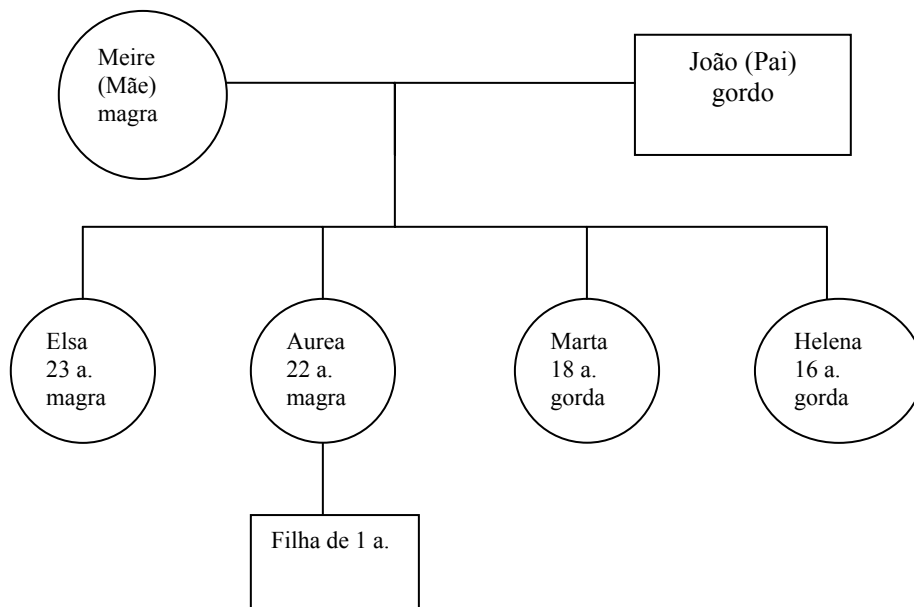 Meire
(Mãe)
magra
João (Pai)
gordo
Elsa
23 a.
magra
Aurea
22 a.
magra
Marta
18 a.
gorda
Helena
16 a.
gorda
Filha de 1 a.